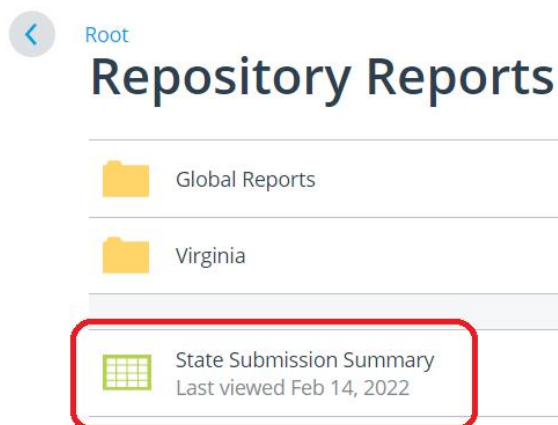 Root
Repository Reports
Global Reports
Virginia
State Submission Summary
Last viewed Feb 14, 2022